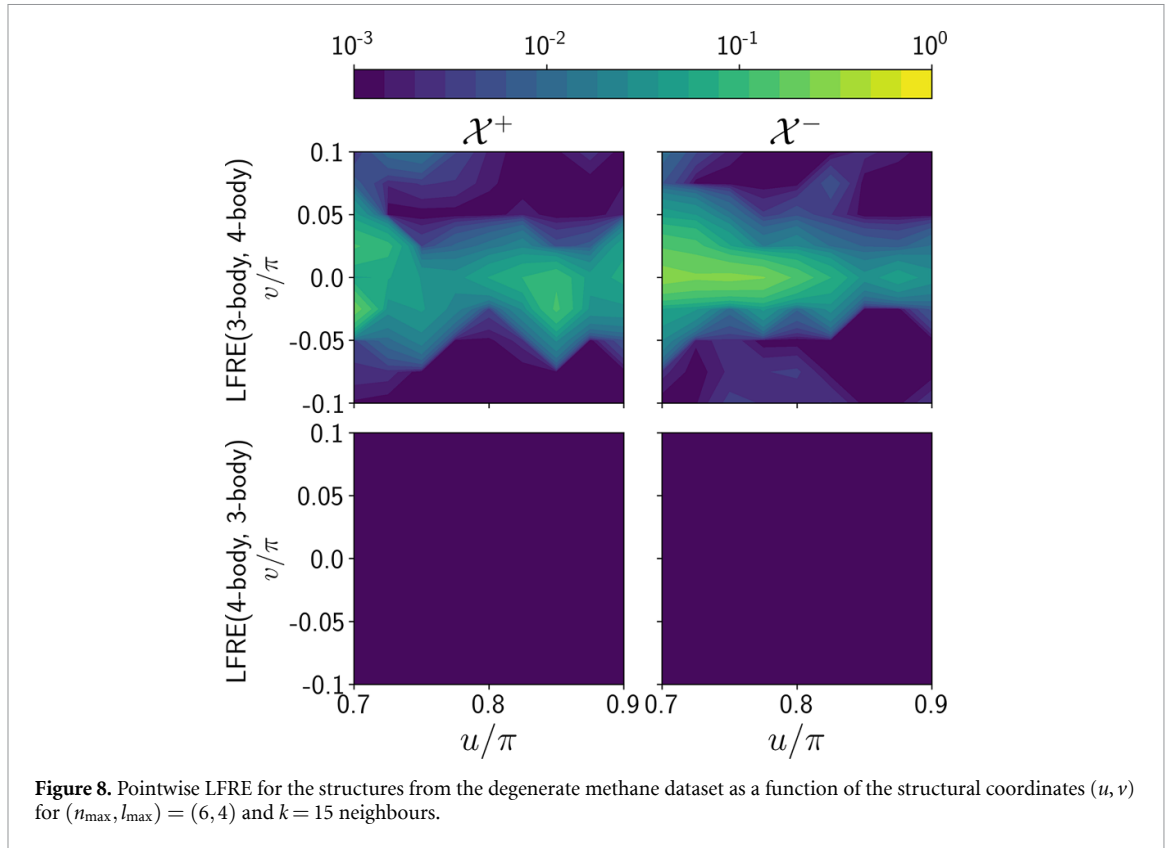 10⁻³ 10⁻² 10⁻¹ 10⁰
𝒳⁺ 𝒳⁻
LFRE(3-body, 4-body)
v/π
0.1
0.05
0.0
-0.05
-0.1
LFRE(4-body, 3-body)
v/π
0.1
0.05
0.0
-0.05
-0.1
0.7 0.8 0.9 0.7 0.8 0.9
u/π u/π
Figure 8. Pointwise LFRE for the structures from the degenerate methane dataset as a function of the structural coordinates (u, v)
for (n_max, l_max) = (6, 4) and k = 15 neighbours.